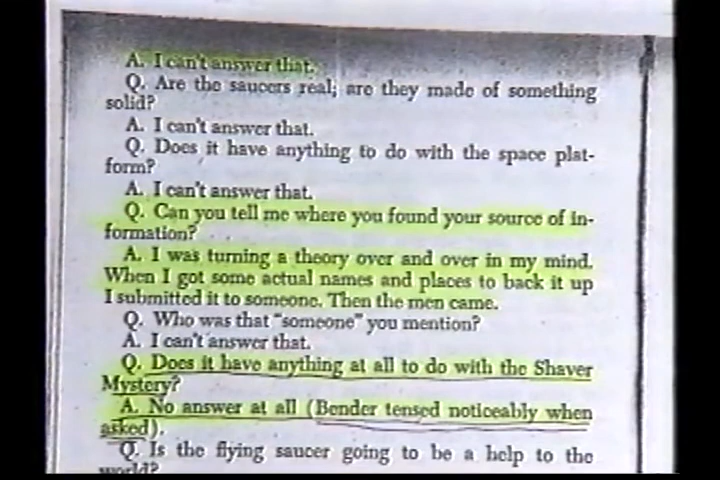 A. I can't answer that.
Q. Are the saucers real; are they made of something
solid?
A. I can't answer that.
Q. Does it have anything to do with the space plat-
form?
A. I can't answer that.
Q. Can you tell me where you found your source of in-
formation?
A. I was turning a theory over and over in my mind.
When I got some actual names and places to back it up
I submitted it to someone. Then the men came.
Q. Who was that “someone” you mention?
A. I can't answer that.
Q. Does it have anything at all to do with the Shaver
Mystery?
A. No answer at all (Bender tensed noticeably when
asked).
Q. Is the flying saucer going to be a help to the
world?